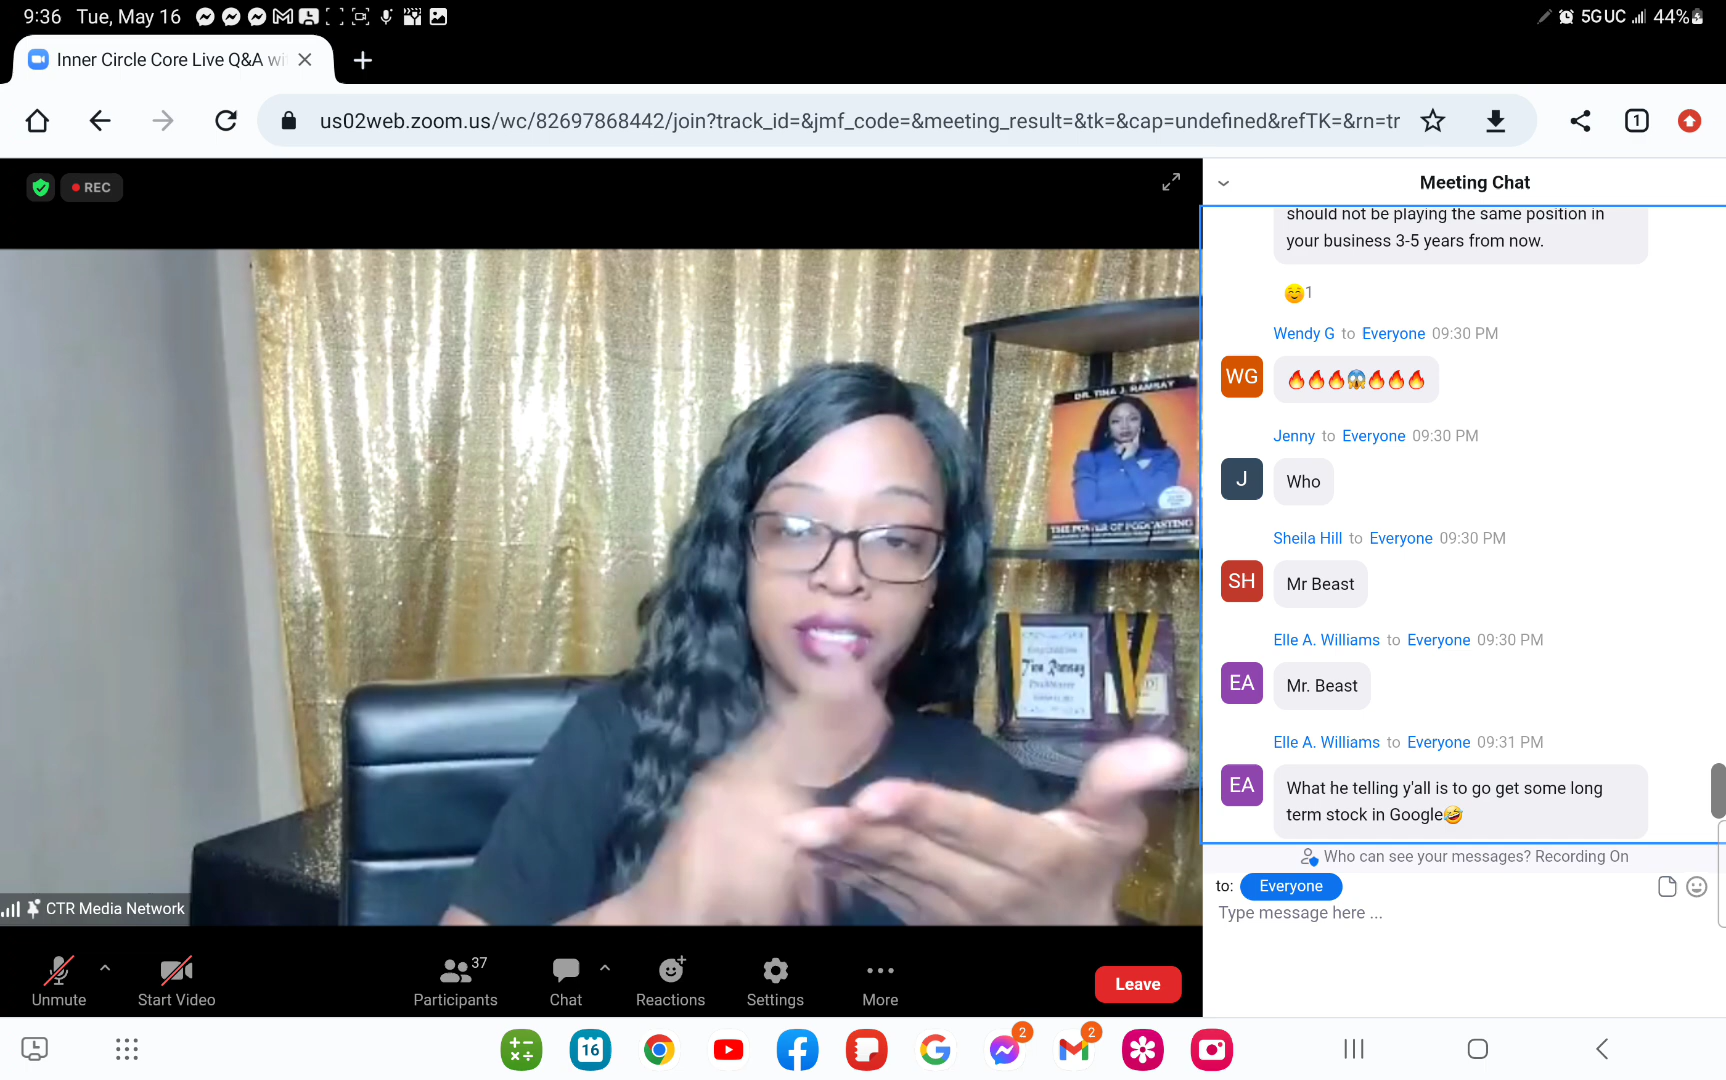 9:36 Tue, May 16
5GUC 44%
Inner Circle Core Live Q&A wi
us02web.zoom.us/wc/82697868442/join?track_id=&jmf_code=&meeting_result=&tk=&cap=undefined&refTK=&rn=tr
1
REC
DR. TINA J. RAMSAY
THE POWER OF PODCASTING
Tina Ramsay
CTR Media Network
Meeting Chat
should not be playing the same position in
your business 3-5 years from now.
😊1
Wendy G to Everyone 09:30 PM
WG
🔥🔥🔥😱🔥🔥🔥
Jenny to Everyone 09:30 PM
J
Who
Sheila Hill to Everyone 09:30 PM
SH
Mr Beast
Elle A. Williams to Everyone 09:30 PM
EA
Mr. Beast
Elle A. Williams to Everyone 09:31 PM
EA
What he telling y'all is to go get some long
term stock in Google🤣
Who can see your messages? Recording On
to: Everyone
Type message here ...
Unmute
Start Video
37
Participants
Chat
Reactions
Settings
More
Leave
16
2
2